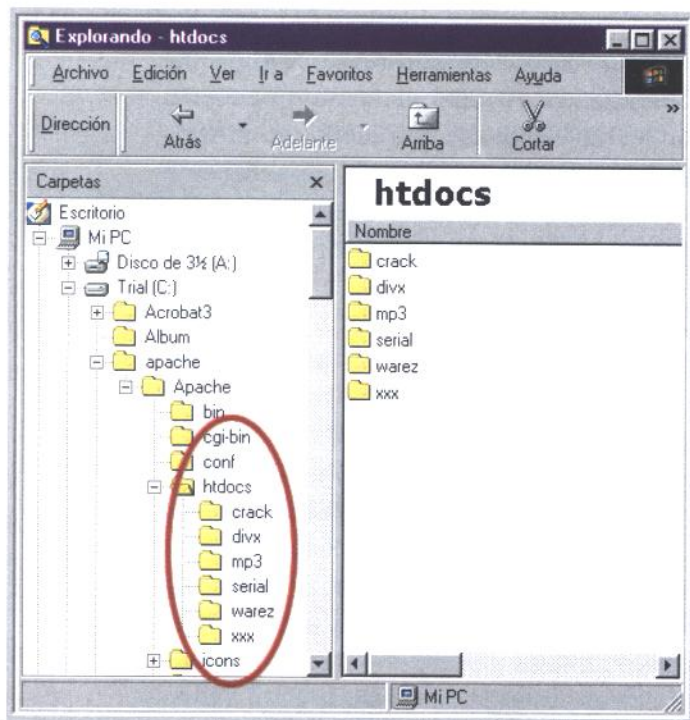 Explorando - htdocs
Archivo Edición Ver Ir a Favoritos Herramientas Ayuda
Dirección Atrás Adelante Arriba Cortar »
Carpetas
Escritorio
Mi PC
Disco de 3½ (A:)
Trial (C:)
Acrobat3
Album
apache
Apache
bin
cgi-bin
conf
htdocs
crack
divx
mp3
serial
warez
xxx
icons
htdocs
Nombre
crack
divx
mp3
serial
warez
xxx
Mi PC